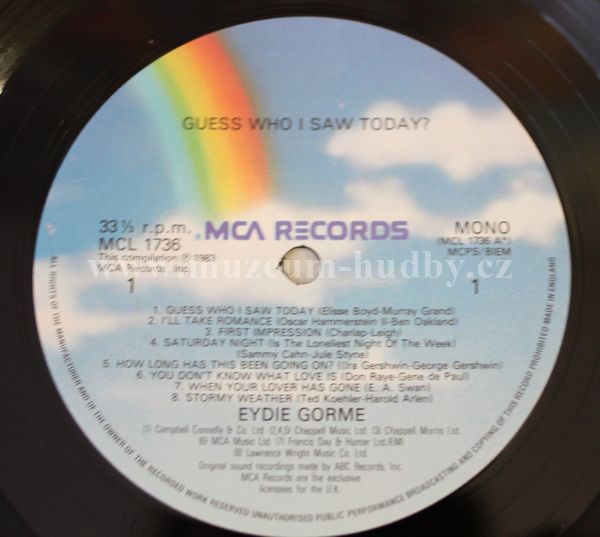 GUESS WHO I SAW TODAY?
33⅓ r.p.m.
MCL 1736
This compilation ℗ 1983
MCA Records, Inc.
1
MCA RECORDS
MONO
(MCL 1736 A*)
MCPS/BIEM
1
www.muzeum-hudby.cz
1. GUESS WHO I SAW TODAY (Elisse Boyd-Murray Grand)
2. I'LL TAKE ROMANCE (Oscar Hammerstein II-Ben Oakland)
3. FIRST IMPRESSION (Charlap-Leigh)
4. SATURDAY NIGHT (Is The Loneliest Night Of The Week)
(Sammy Cahn-Jule Styne)
5. HOW LONG HAS THIS BEEN GOING ON? (Ira Gershwin-George Gershwin)
6. YOU DON'T KNOW WHAT LOVE IS (Don Raye-Gene de Paul)
7. WHEN YOUR LOVER HAS GONE (E. A. Swan)
8. STORMY WEATHER (Ted Koehler-Harold Arlen)
EYDIE GORME
(1) Campbell Connelly & Co. Ltd. (2,4,5) Chappell Music Ltd. (3) Chappell Morris Ltd.
(6) MCA Music Ltd. (7) Francis Day & Hunter Ltd./EMI
(8) Lawrence Wright Music Co. Ltd.
Original sound recordings made by ABC Records, Inc.
MCA Records are the exclusive
licensees for the U.K.
ALL RIGHTS OF THE MANUFACTURER AND OF THE OWNER OF THE RECORDED WORK RESERVED UNAUTHORISED PUBLIC PERFORMANCE BROADCASTING AND COPYING OF THIS RECORD PROHIBITED MADE IN ENGLAND